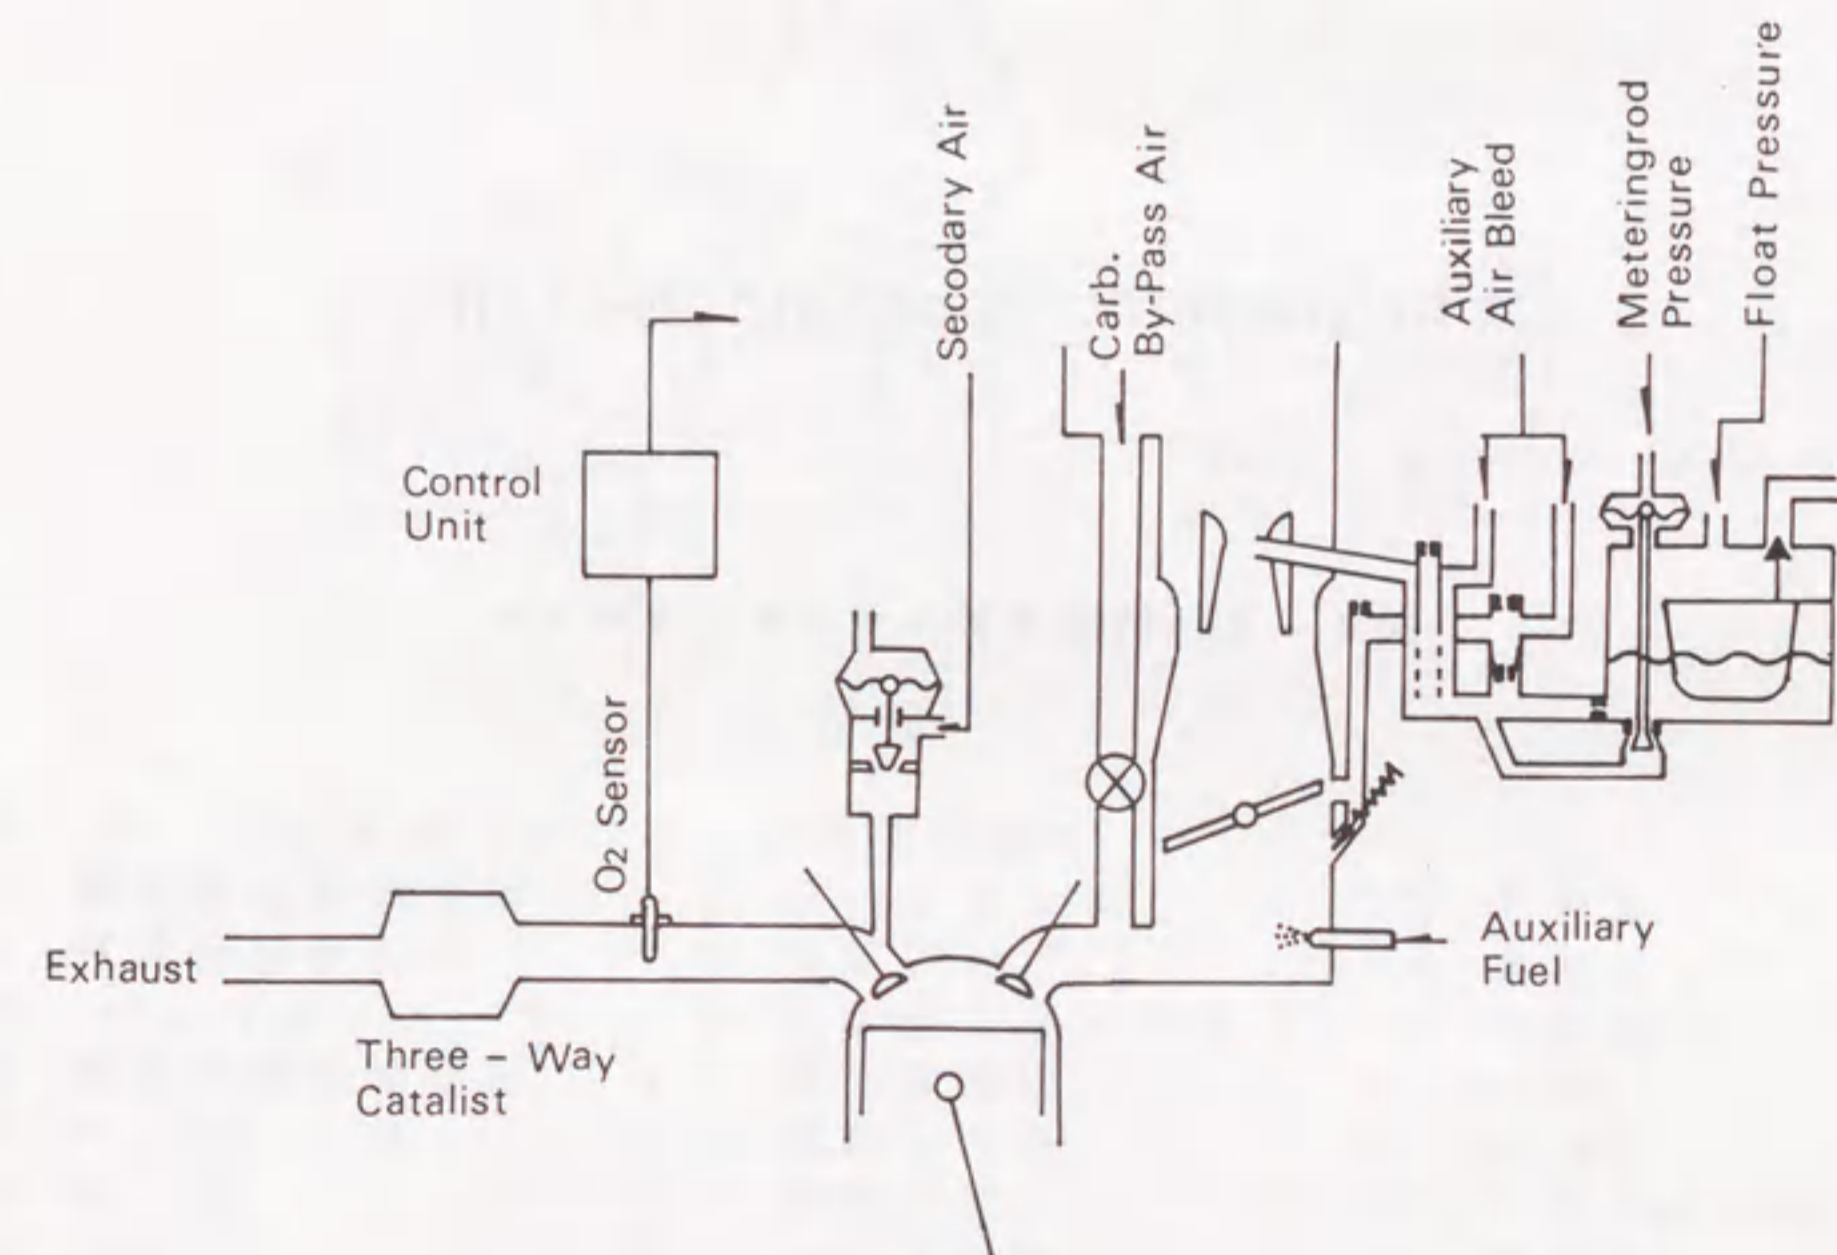 Secodary Air
Carb.
By-Pass Air
Auxiliary
Air Bleed
Meteringrod
Pressure
Float Pressure
Control
Unit
O2 Sensor
Exhaust
Three – Way
Catalist
Auxiliary
Fuel